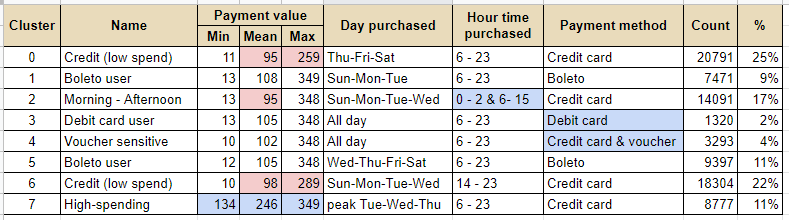 Cluster Name Payment value Day purchased Hour time purchased Payment method Count %
Min Mean Max
0 Credit (low spend) 11 95 259 Thu-Fri-Sat 6 - 23 Credit card 20791 25%
1 Boleto user 13 108 349 Sun-Mon-Tue 6 - 23 Boleto 7471 9%
2 Morning - Afternoon 13 95 348 Sun-Mon-Tue-Wed 0 - 2 & 6- 15 Credit card 14091 17%
3 Debit card user 13 105 348 All day 6 - 23 Debit card 1320 2%
4 Voucher sensitive 10 102 348 All day 6 - 23 Credit card & voucher 3293 4%
5 Boleto user 12 105 348 Wed-Thu-Fri-Sat 6 - 23 Boleto 9397 11%
6 Credit (low spend) 10 98 289 Sun-Mon-Tue-Wed 14 - 23 Credit card 18304 22%
7 High-spending 134 246 349 peak Tue-Wed-Thu 6 - 23 Credit card 8777 11%